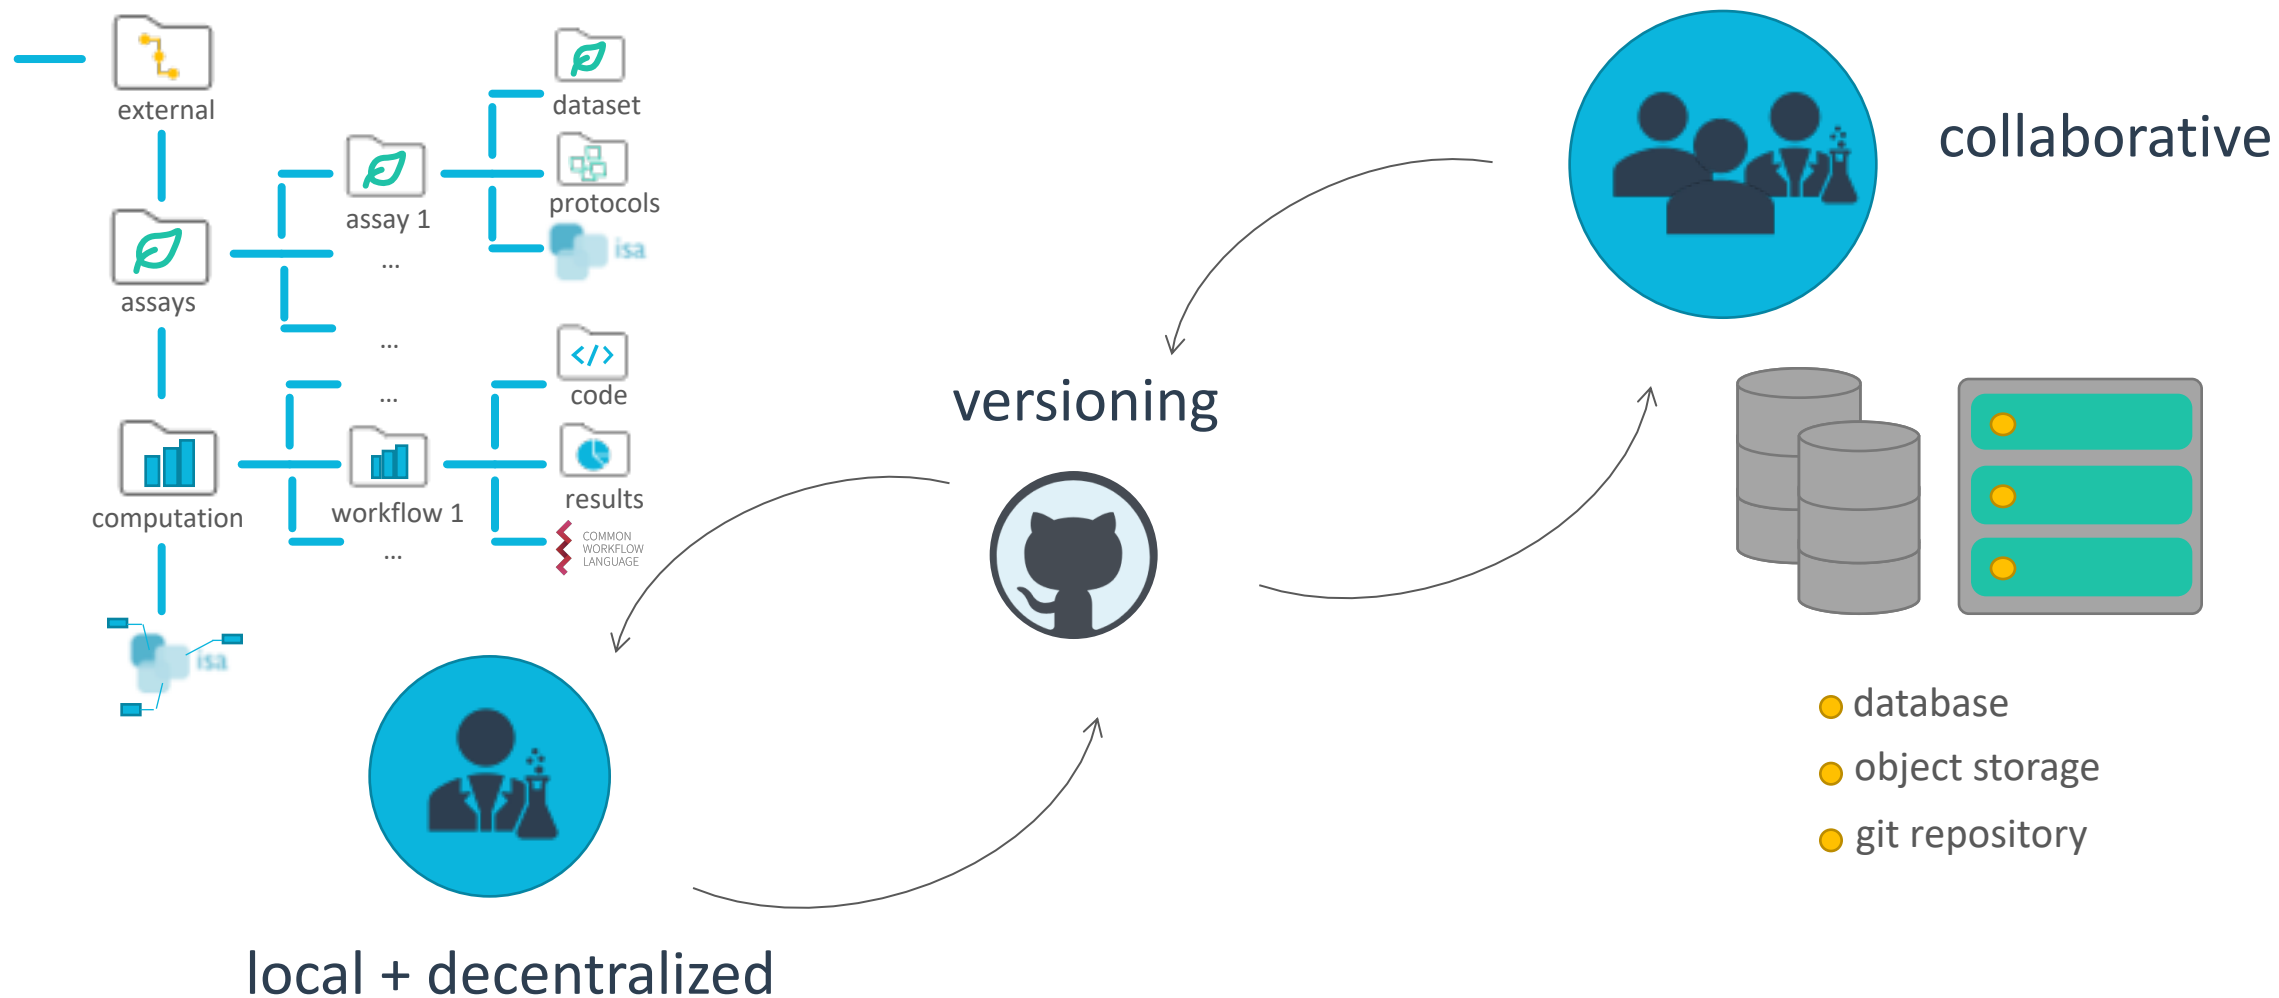 external
assays
computation
isa
assay 1
...
...
...
workflow 1
...
dataset
protocols
isa
code
results
COMMON
WORKFLOW
LANGUAGE
local + decentralized
versioning
collaborative
database
object storage
git repository